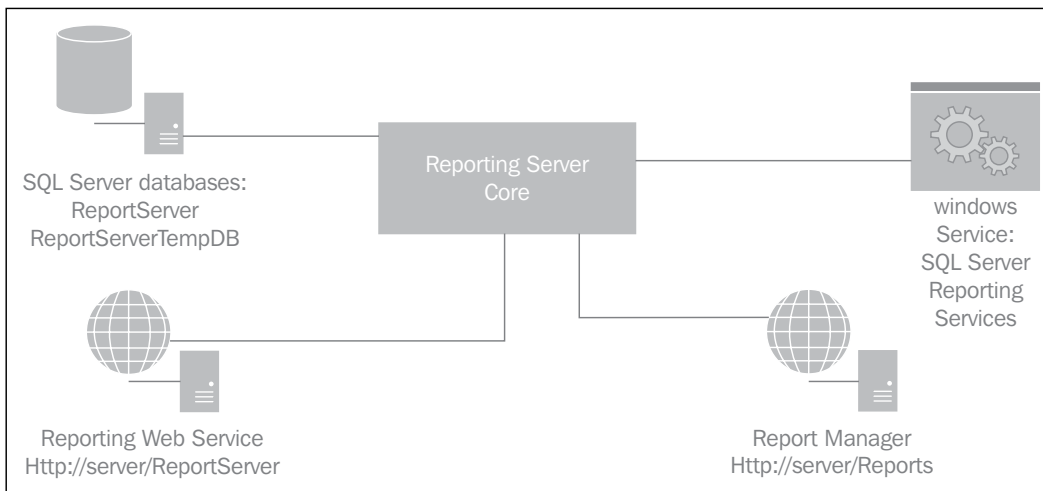 Reporting Server
Core
SQL Server databases:
ReportServer
ReportServerTempDB
windows
Service:
SQL Server
Reporting
Services
Reporting Web Service
Http://server/ReportServer
Report Manager
Http://server/Reports